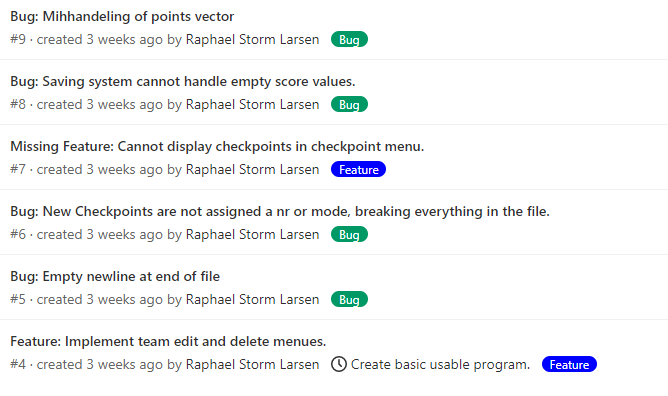 Bug: Mihhandeling of points vector
#9 · created 3 weeks ago by Raphael Storm Larsen Bug
Bug: Saving system cannot handle empty score values.
#8 · created 3 weeks ago by Raphael Storm Larsen Bug
Missing Feature: Cannot display checkpoints in checkpoint menu.
#7 · created 3 weeks ago by Raphael Storm Larsen Feature
Bug: New Checkpoints are not assigned a nr or mode, breaking everything in the file.
#6 · created 3 weeks ago by Raphael Storm Larsen Bug
Bug: Empty newline at end of file
#5 · created 3 weeks ago by Raphael Storm Larsen Bug
Feature: Implement team edit and delete menues.
#4 · created 3 weeks ago by Raphael Storm Larsen Create basic usable program. Feature